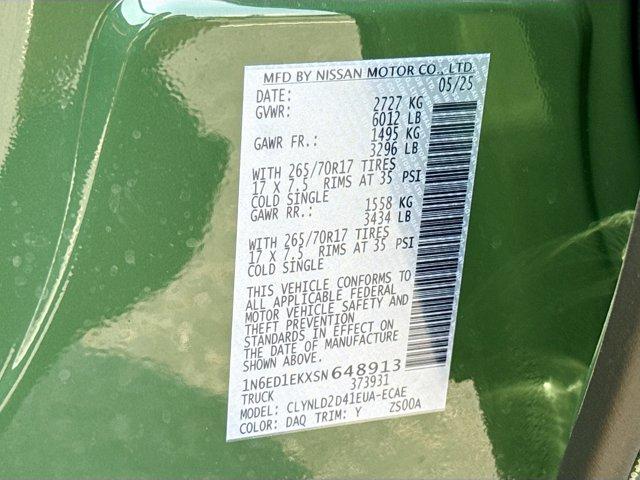 MFD BY NISSAN MOTOR CO., LTD.
DATE: 05/25
GVWR: 2727 KG
6012 LB
GAWR FR.: 1495 KG
3296 LB
WITH 265/70R17 TIRES
17 X 7.5 RIMS AT 35 PSI
COLD SINGLE
GAWR RR.: 1558 KG
3434 LB
WITH 265/70R17 TIRES
17 X 7.5 RIMS AT 35 PSI
COLD SINGLE
THIS VEHICLE CONFORMS TO
ALL APPLICABLE FEDERAL
MOTOR VEHICLE SAFETY AND
THEFT PREVENTION
STANDARDS IN EFFECT ON
THE DATE OF MANUFACTURE
SHOWN ABOVE.
1N6ED1EKXSN648913
TRUCK 373931
MODEL: CLYNLD2D41EUA-ECAE
COLOR: DAQ TRIM: Y ZS00A